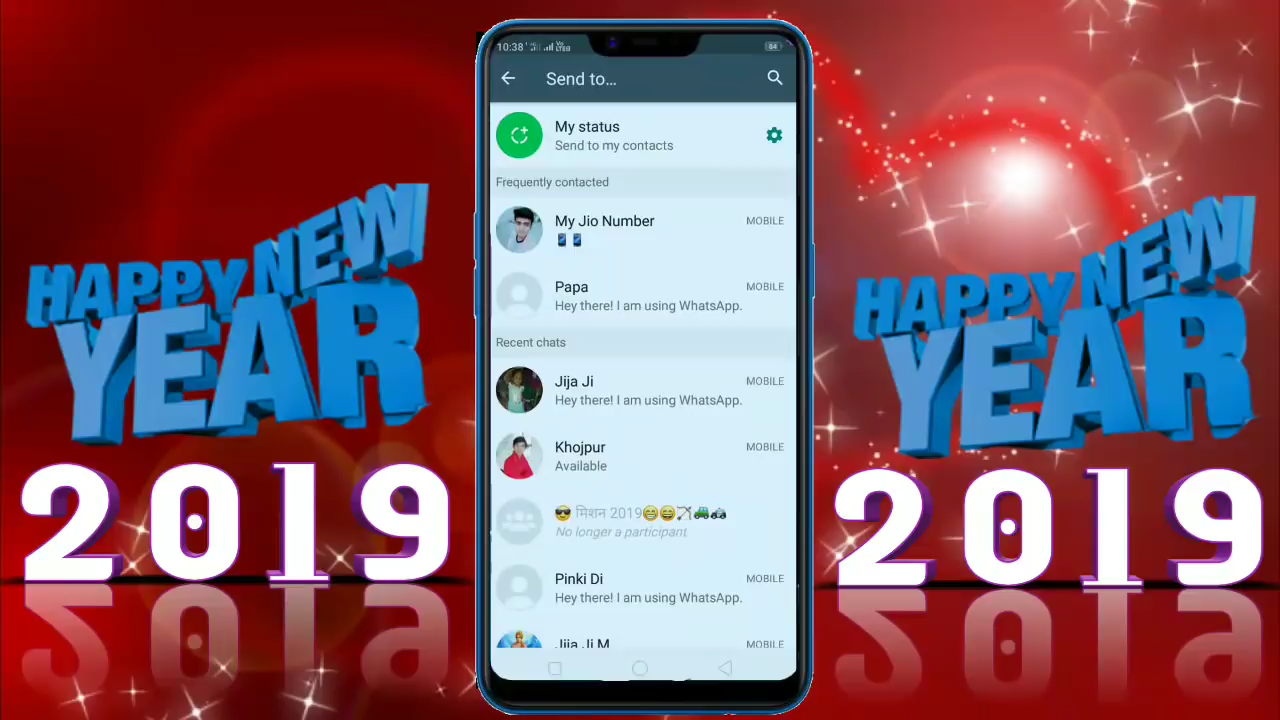 HAPPY NEW
YEAR
2019
10:38
84
Send to...
My status
Send to my contacts
Frequently contacted
My Jio Number
MOBILE
Papa
MOBILE
Hey there! I am using WhatsApp.
Recent chats
Jija Ji
MOBILE
Hey there! I am using WhatsApp.
Khojpur
MOBILE
Available
😎 मिशन 2019😁😄🏹🚙🚓
No longer a participant
Pinki Di
MOBILE
Hey there! I am using WhatsApp.
Jija Ji M
MOBILE
HAPPY NEW
YEAR
2019